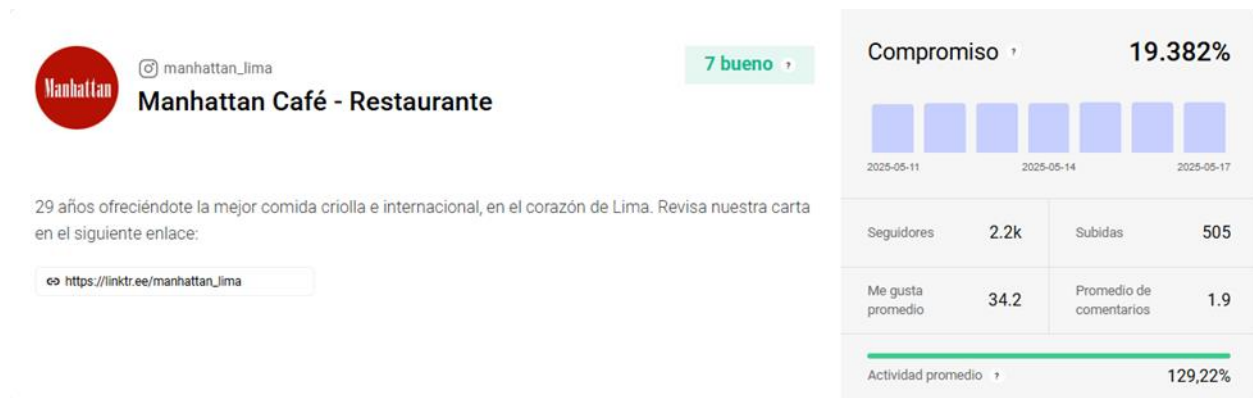 Manhattan
manhattan_lima
Manhattan Café - Restaurante
7 bueno ?
29 años ofreciéndote la mejor comida criolla e internacional, en el corazón de Lima. Revisa nuestra carta
en el siguiente enlace:
https://linktr.ee/manhattan_lima
Compromiso ? 19.382%
2025-05-11 2025-05-14 2025-05-17
Seguidores 2.2k Subidas 505
Me gusta
promedio 34.2 Promedio de
comentarios 1.9
Actividad promedio ? 129,22%